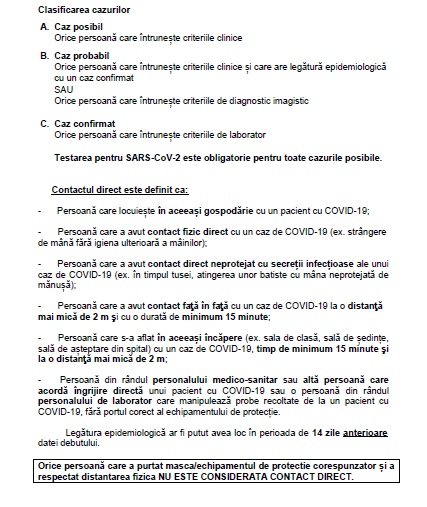 Clasificarea cazurilor
A. Caz posibil
Orice persoană care întrunește criteriile clinice
B. Caz probabil
Orice persoană care întrunește criteriile clinice și care are legătură epidemiologică
cu un caz confirmat
SAU
Orice persoană care întrunește criteriile de diagnostic imagistic
C. Caz confirmat
Orice persoană care întrunește criteriile de laborator
Testarea pentru SARS-CoV-2 este obligatorie pentru toate cazurile posibile.
Contactul direct este definit ca:
- Persoană care locuiește în aceeași gospodărie cu un pacient cu COVID-19;
- Persoană care a avut contact fizic direct cu un caz de COVID-19 (ex. strângere
de mână fără igiena ulterioară a mâinilor);
- Persoană care a avut contact direct neprotejat cu secreții infecțioase ale unui
caz de COVID-19 (ex. în timpul tusei, atingerea unor batiste cu mâna neprotejată de
mănușă);
- Persoană care a avut contact faţă în faţă cu un caz de COVID-19 la o distanţă
mai mică de 2 m şi cu o durată de minimum 15 minute;
- Persoană care s-a aflat în aceeași încăpere (ex. sala de clasă, sală de ședințe,
sală de așteptare din spital) cu un caz de COVID-19, timp de minimum 15 minute şi
la o distanţă mai mică de 2 m;
- Persoană din rândul personalului medico-sanitar sau altă persoană care
acordă îngrijire directă unui pacient cu COVID-19 sau o persoană din rândul
personalului de laborator care manipulează probe recoltate de la un pacient cu
COVID-19, fără portul corect al echipamentului de protecție.
Legătura epidemiologică ar fi putut avea loc în perioada de 14 zile anterioare
datei debutului.
Orice persoană care a purtat masca/echipamentul de protectie corespunzator și a
respectat distantarea fizica NU ESTE CONSIDERATA CONTACT DIRECT.